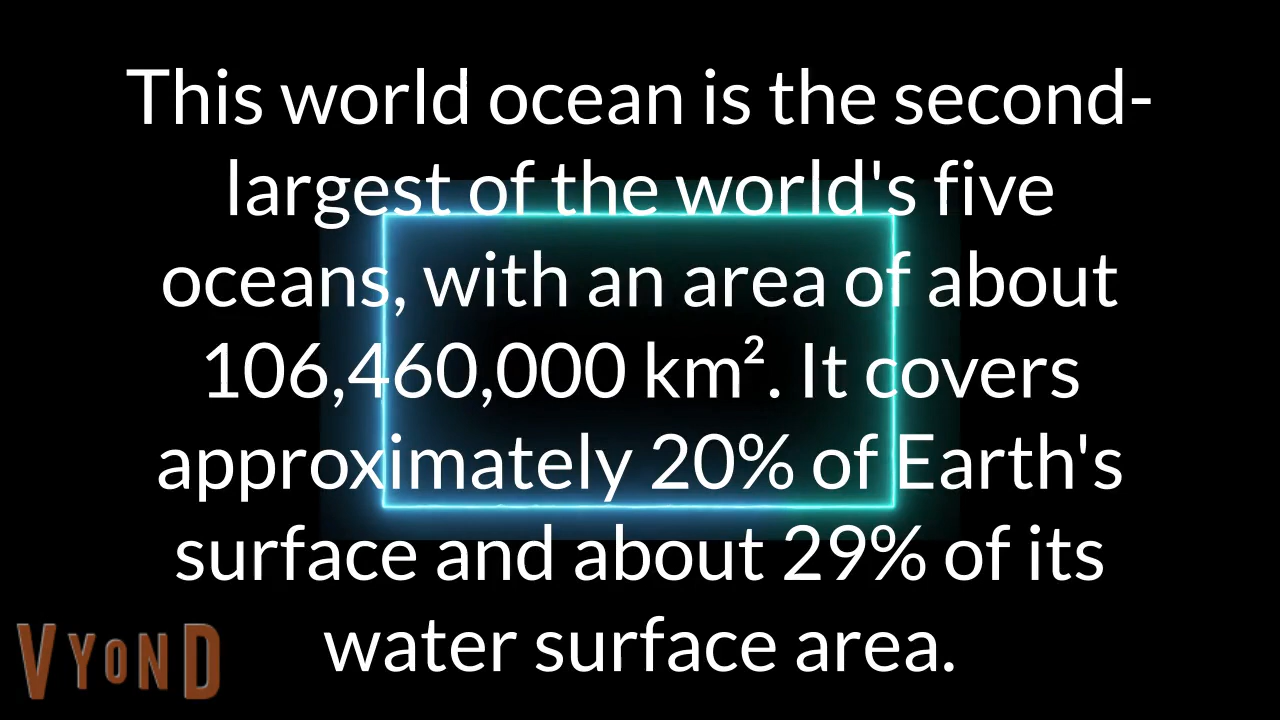 This world ocean is the second-
largest of the world's five
oceans, with an area of about
106,460,000 km². It covers
approximately 20% of Earth's
surface and about 29% of its
water surface area.
VYOND